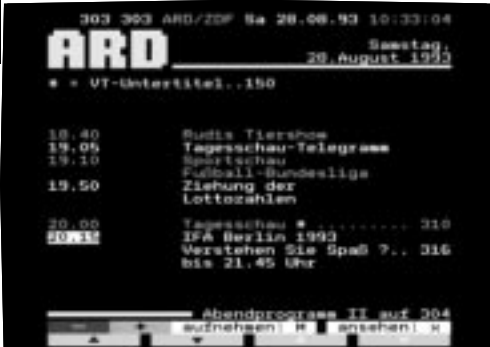 303 303 ARD/ZDF Sa 28.08.93 10:33:04
ARD Samstag,
28.August 1993
* = VT-Untertitel..150
18.40 Rudis Tiershow
19.05 Tagesschau-Telegramm
19.10 Sportschau
Fußball-Bundesliga
19.50 Ziehung der
Lottozahlen
20.00 Tagesschau * ......... 310
20.15 IFA Berlin 1993
Verstehen Sie Spaß ?.. 316
bis 21.45 Uhr
Abendprogramm II auf 304
- + aufnehmen: M ansehen: